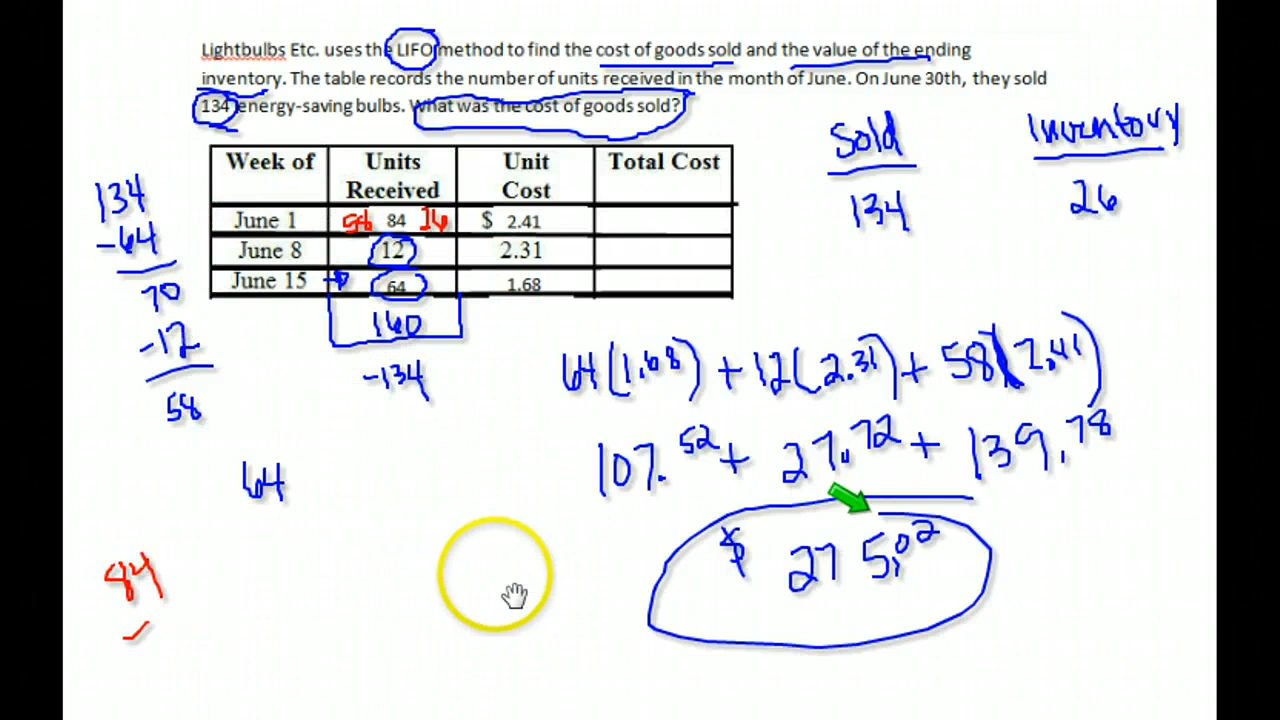 Lightbulbs Etc. uses the LIFO method to find the cost of goods sold and the value of the ending
inventory. The table records the number of units received in the month of June. On June 30th, they sold
134 energy-saving bulbs. What was the cost of goods sold?
Sold Inventory
134 26
Week of Units Received Unit Cost Total Cost
June 1 58 84 26 $ 2.41
June 8 12 2.31
June 15 64 1.68
160
-134
134
-64
70
-12
58
64
84
64(1.68) + 12(2.31) + 58(2.41)
107.52 + 27.72 + 139.78
$ 275.02